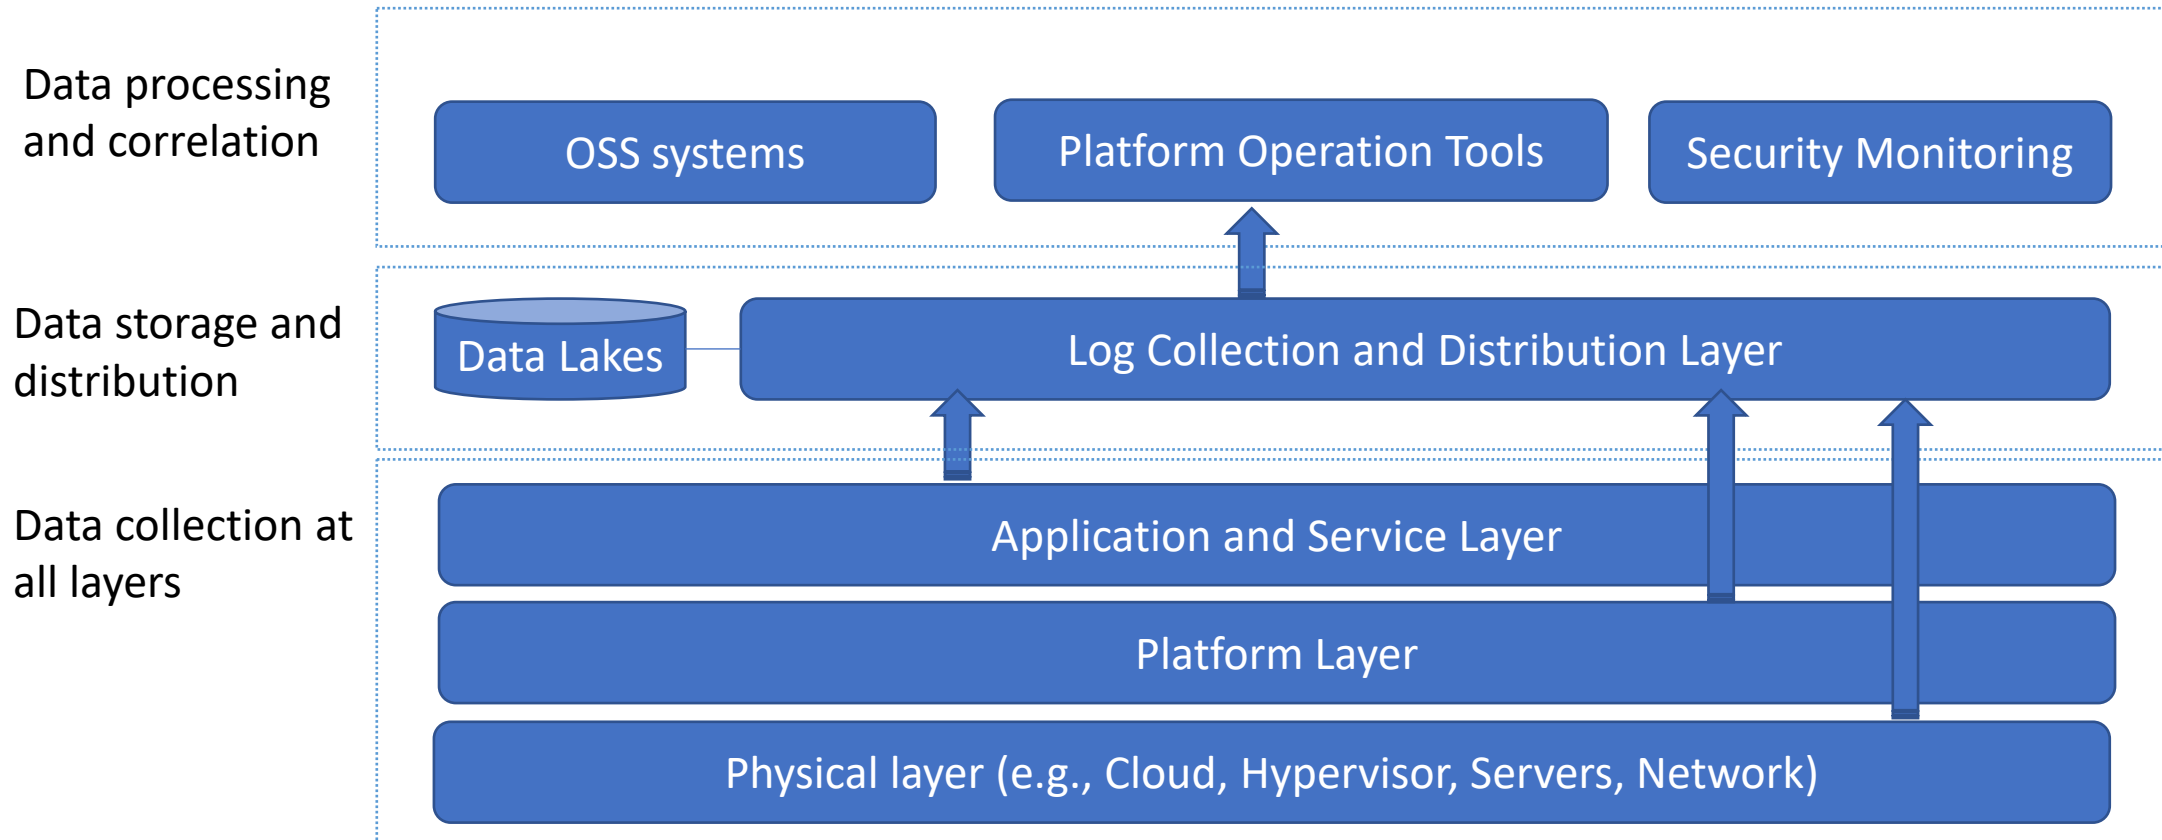 Data processing
and correlation
OSS systems
Platform Operation Tools
Security Monitoring
Data storage and
distribution
Data Lakes
Log Collection and Distribution Layer
Data collection at
all layers
Application and Service Layer
Platform Layer
Physical layer (e.g., Cloud, Hypervisor, Servers, Network)